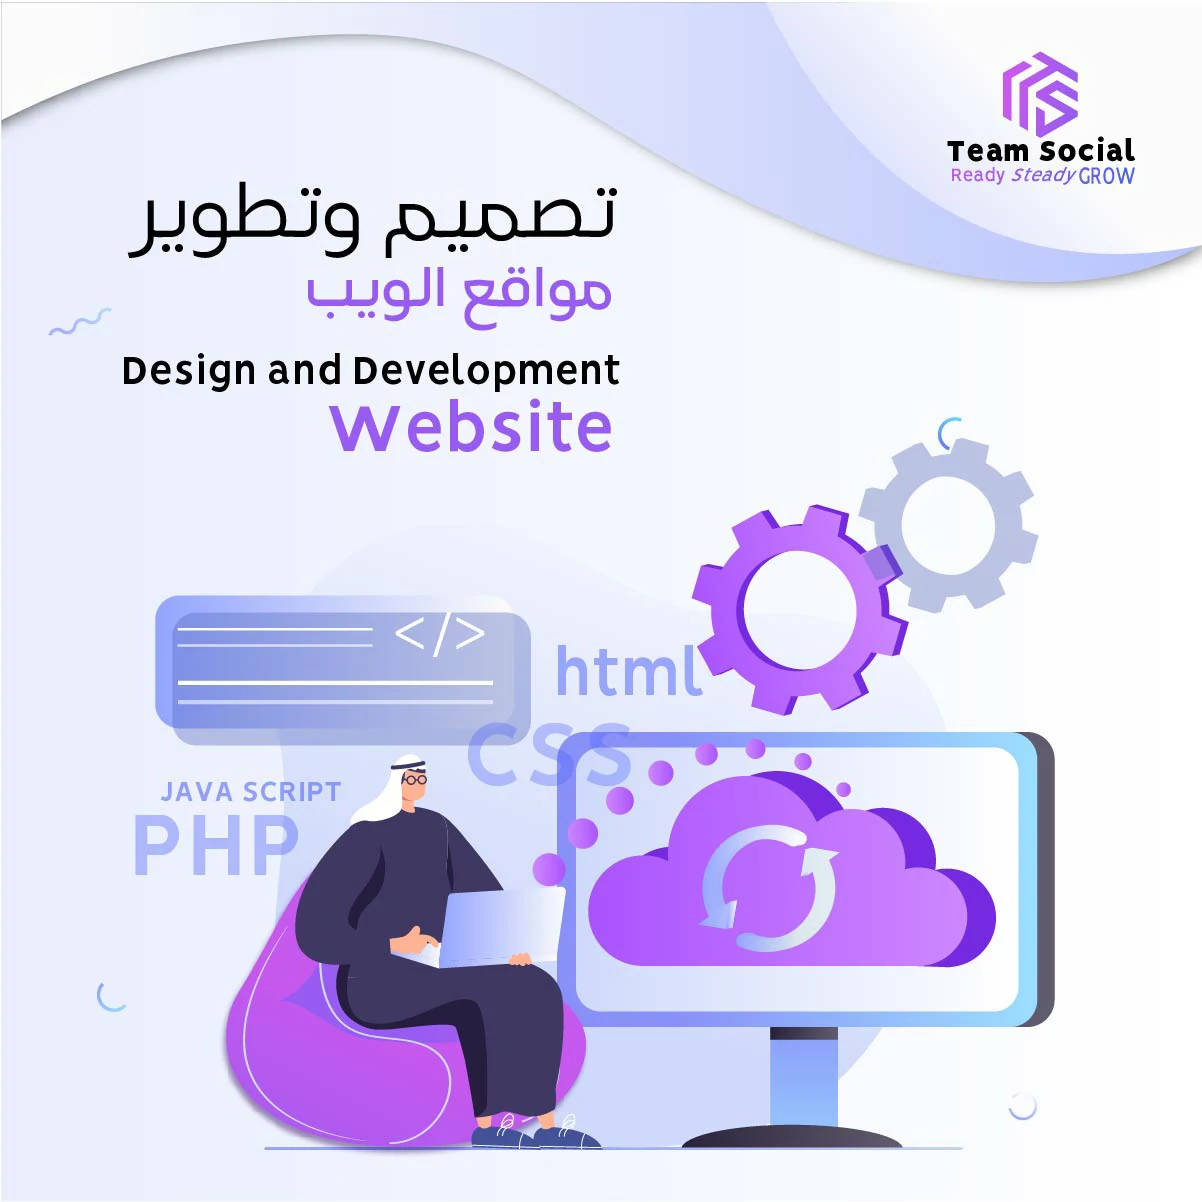 Team Social
Ready Steady GROW
تصميم وتطوير
مواقع الويب
Design and Development
Website
</>
html
CSS
JAVA SCRIPT
PHP